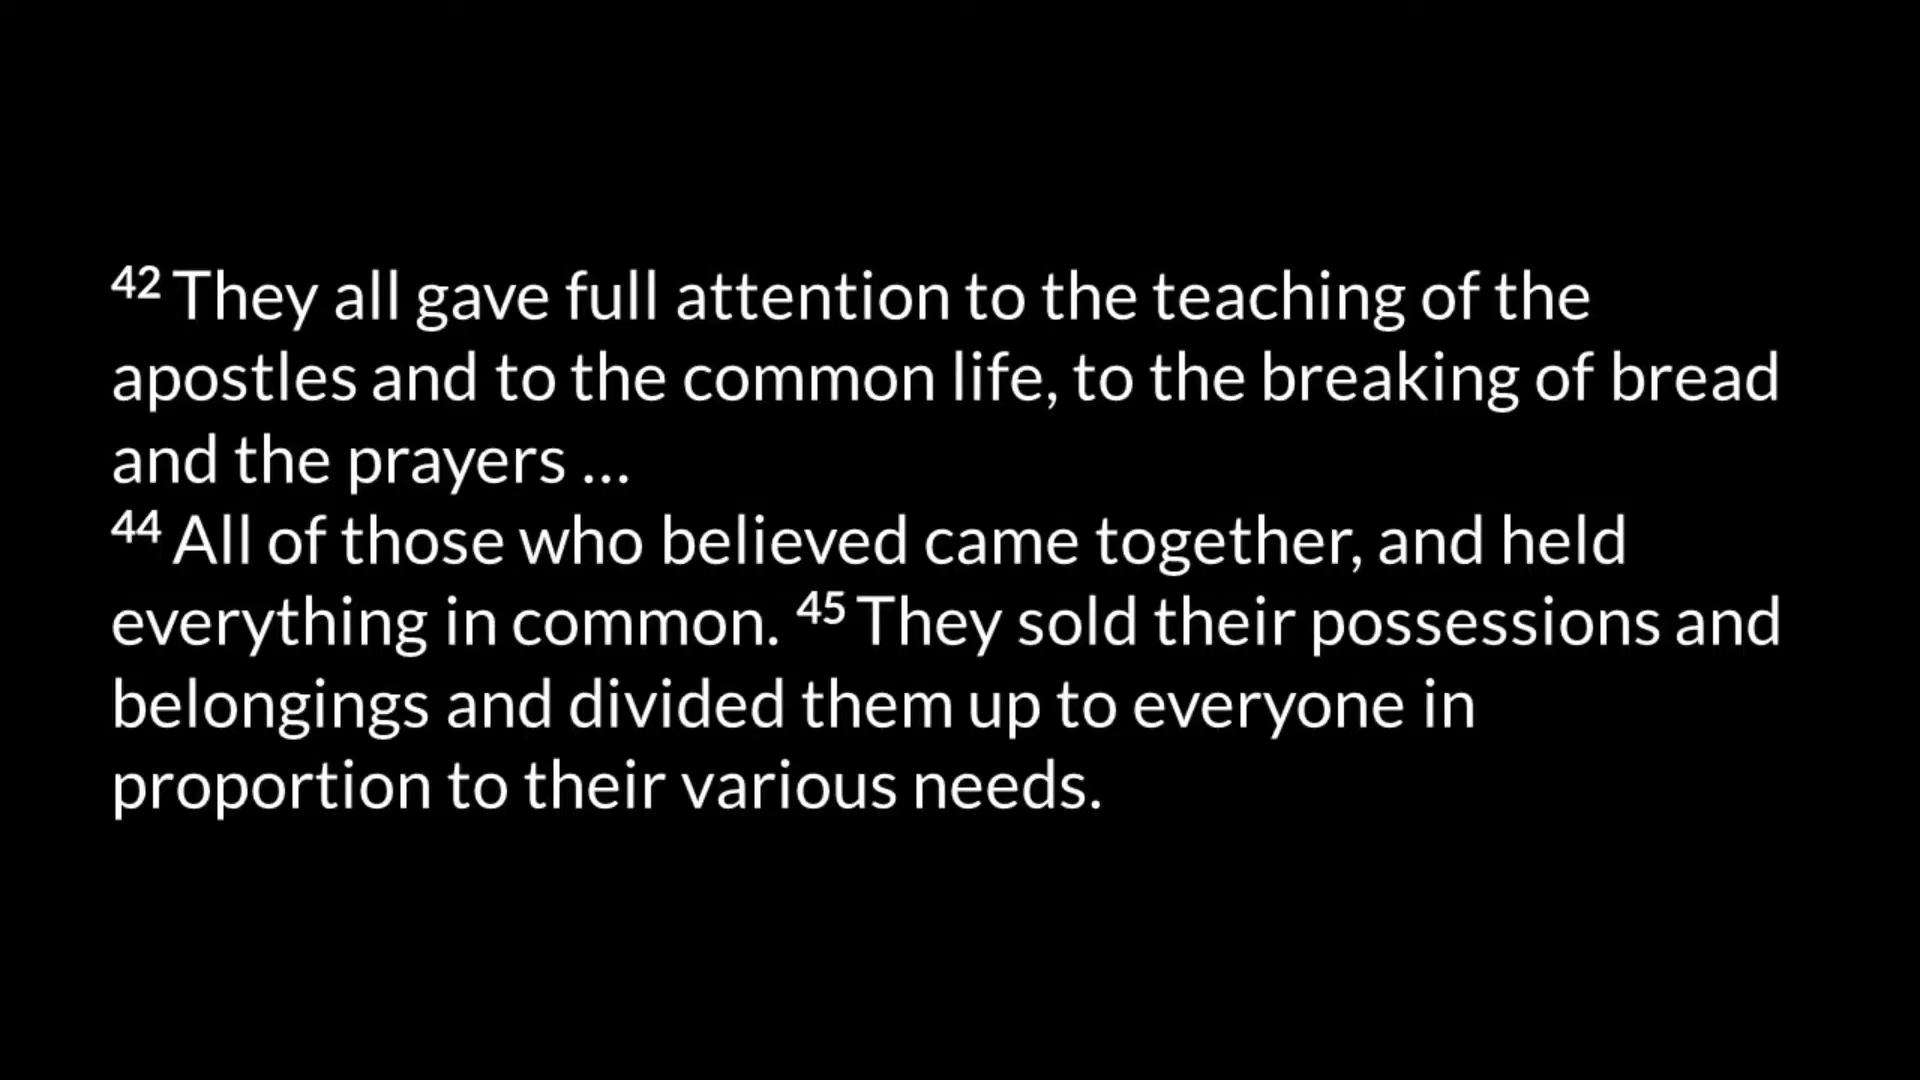 42 They all gave full attention to the teaching of the
apostles and to the common life, to the breaking of bread
and the prayers ...
44 All of those who believed came together, and held
everything in common. 45 They sold their possessions and
belongings and divided them up to everyone in
proportion to their various needs.